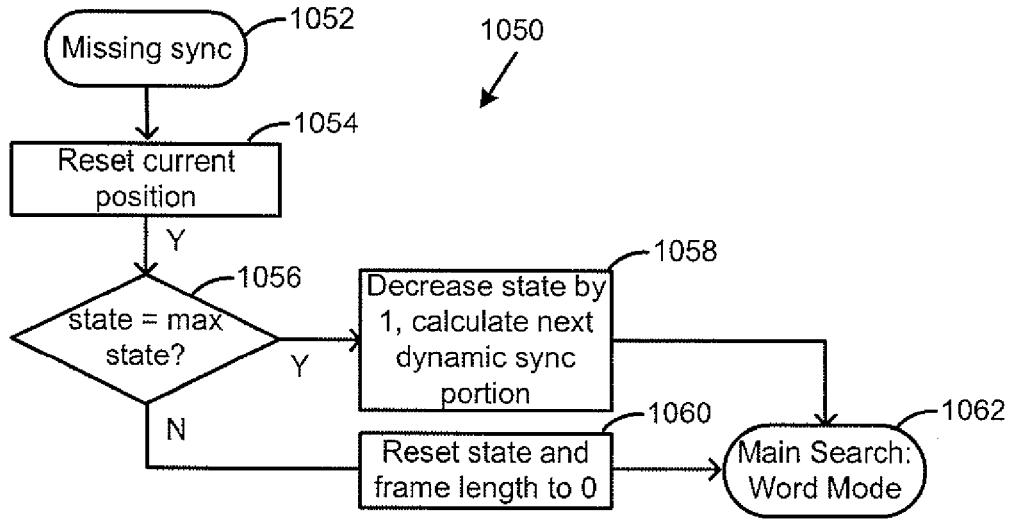 1052
Missing sync
1050
1054
Reset current
position
Y
1056
state = max
state?
Y
1058
Decrease state by
1, calculate next
dynamic sync
portion
N
1060
Reset state and
frame length to 0
1062
Main Search:
Word Mode